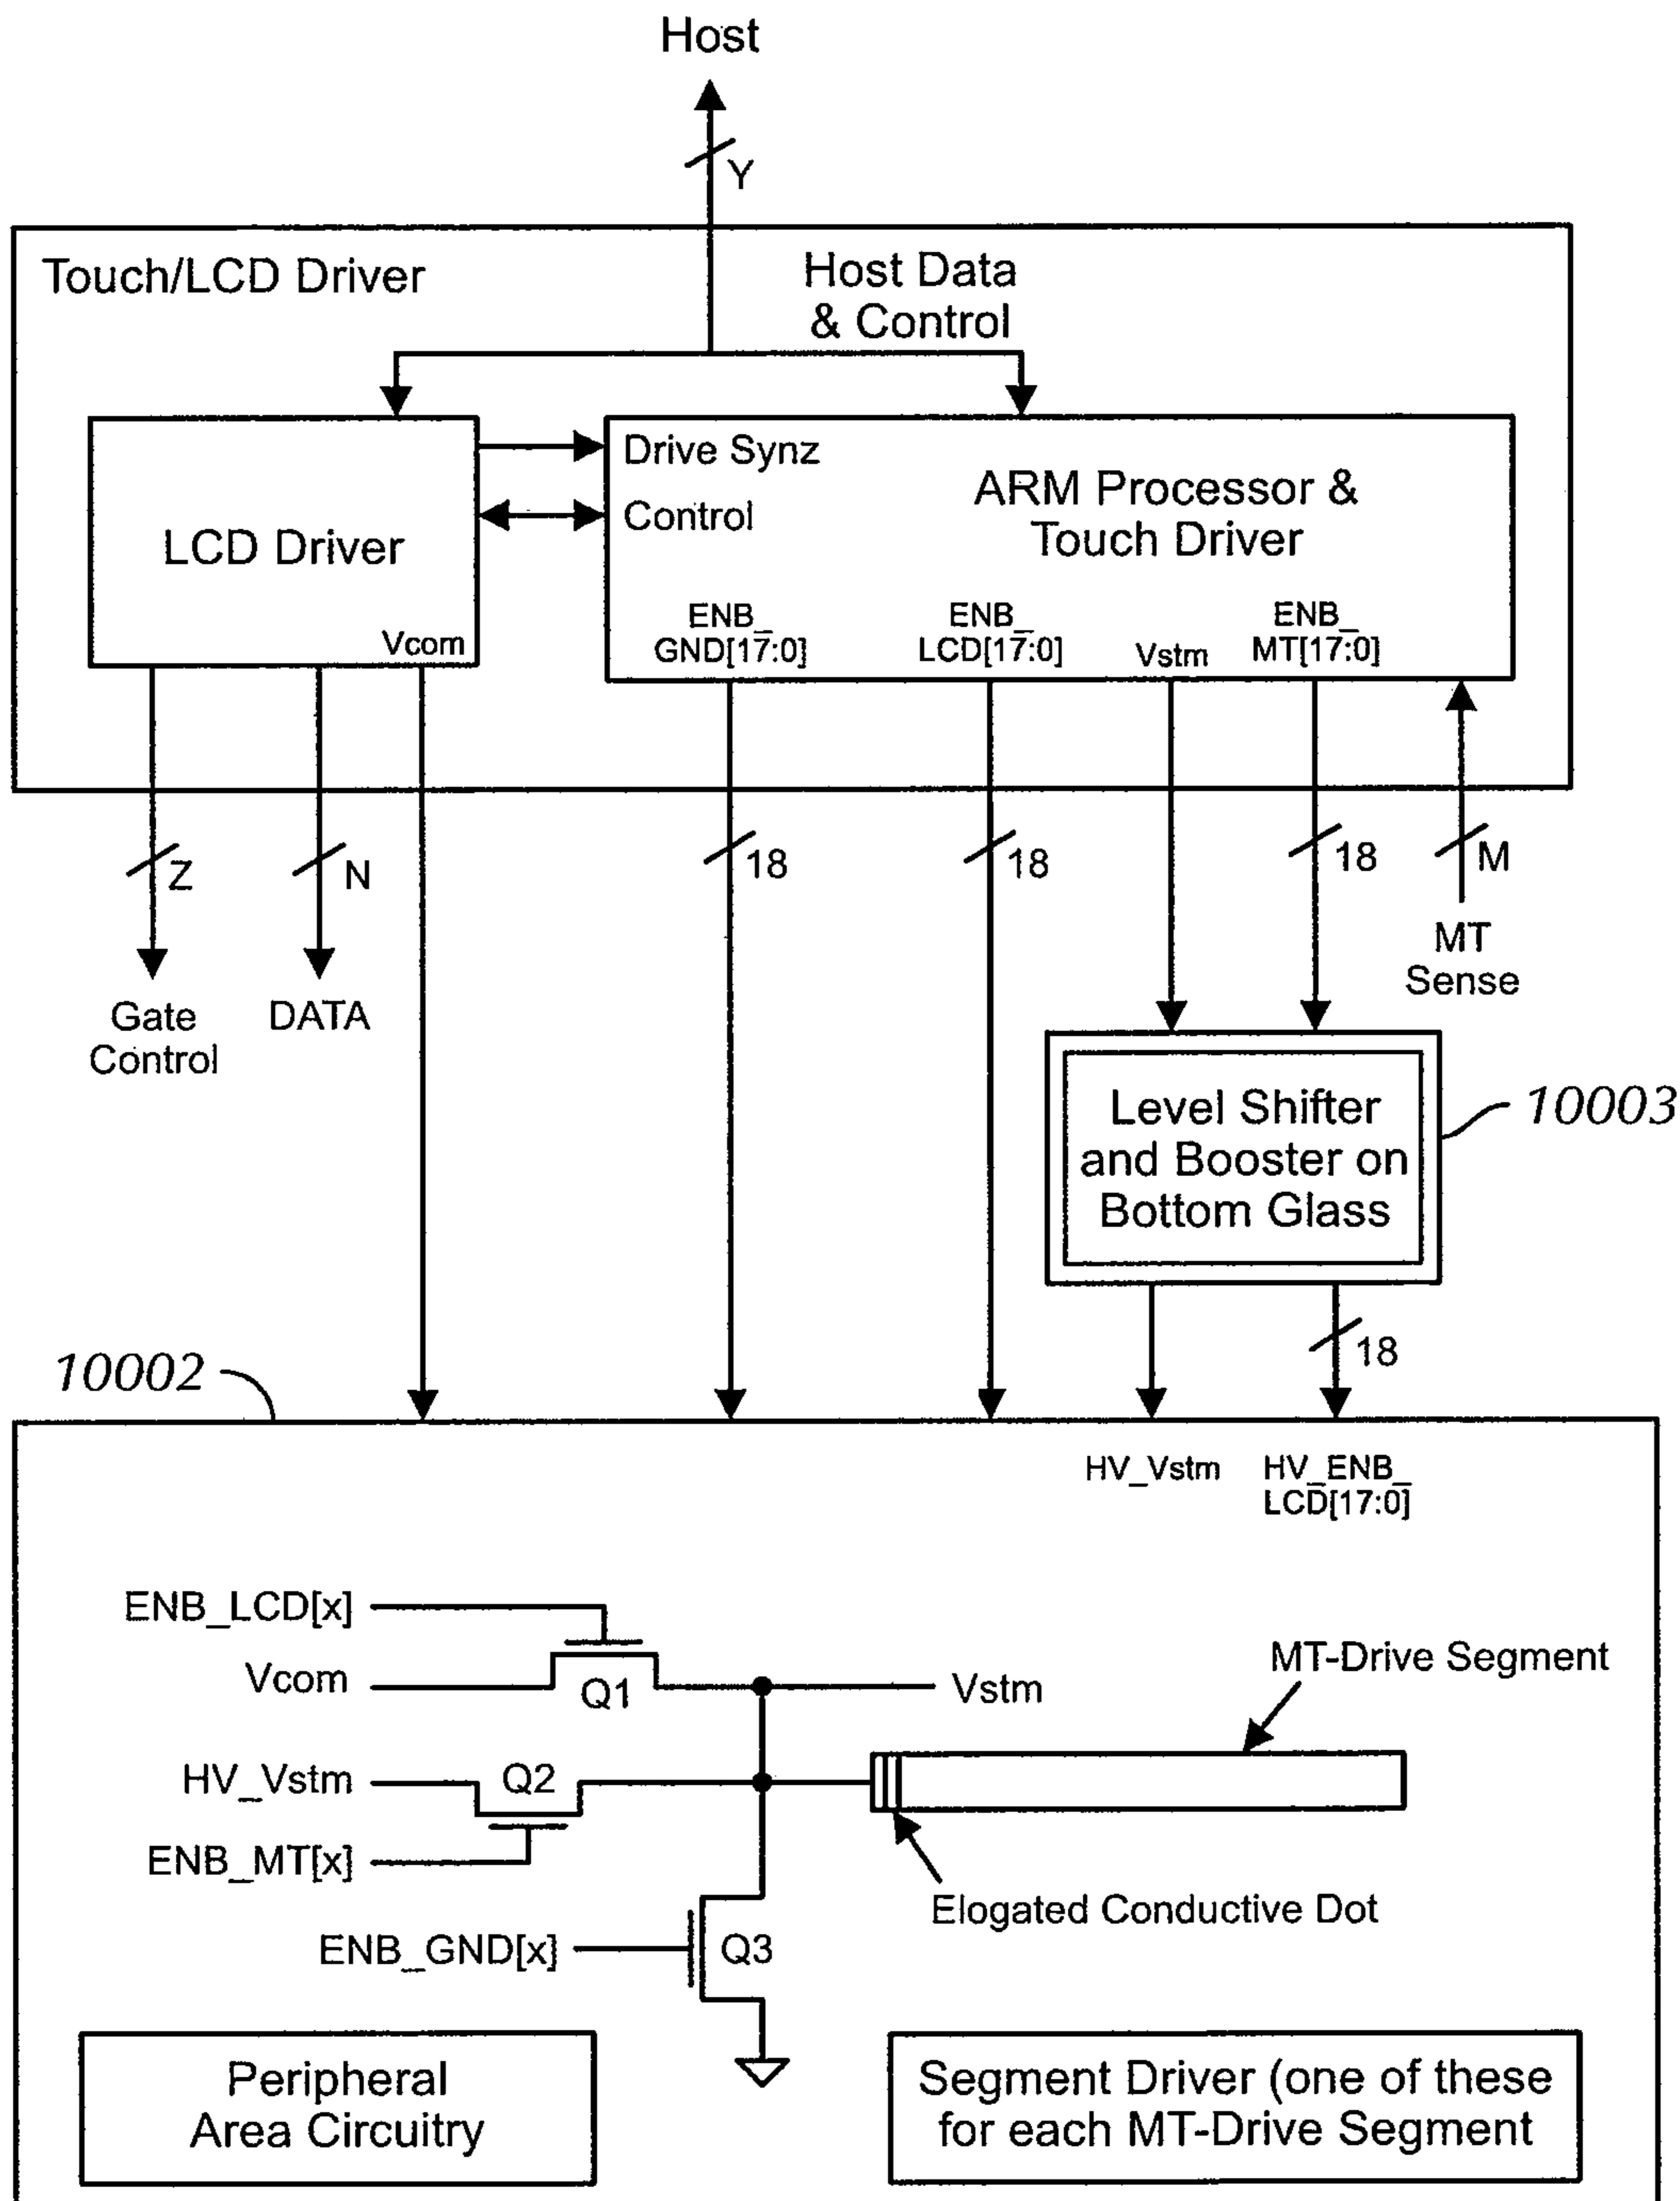 Host
Y
Touch/LCD Driver
Host Data
& Control
LCD Driver
Vcom
Drive Synz
Control
ARM Processor &
Touch Driver
ENB_
GND[17:0]
ENB_
LCD[17:0]
Vstm
ENB_
MT[17:0]
Z
N
18
18
18
M
Gate
Control
DATA
MT
Sense
Level Shifter
and Booster on
Bottom Glass
10003
18
10002
HV_Vstm
HV_ENB_
LCD[17:0]
ENB_LCD[x]
Vcom
Q1
Vstm
MT-Drive Segment
HV_Vstm
Q2
ENB_MT[x]
Elogated Conductive Dot
ENB_GND[x]
Q3
Peripheral
Area Circuitry
Segment Driver (one of these
for each MT-Drive Segment